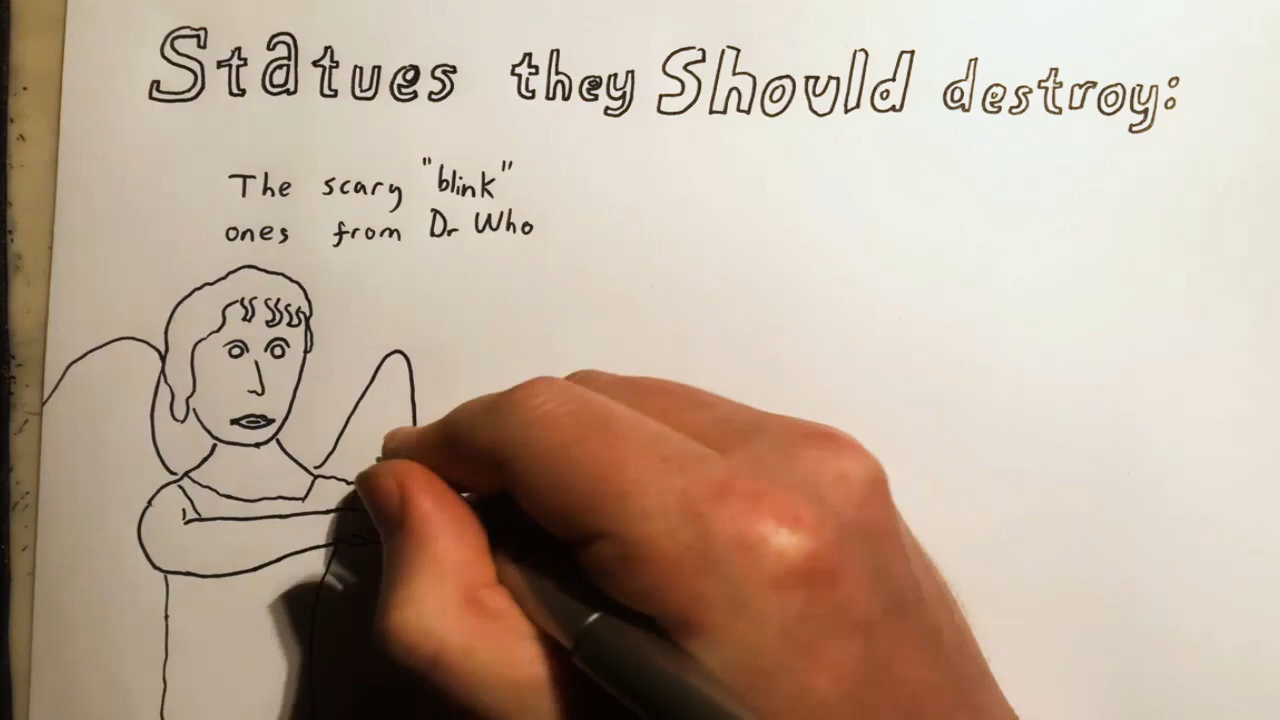 Statues they Should destroy:
The scary "blink"
ones from Dr Who